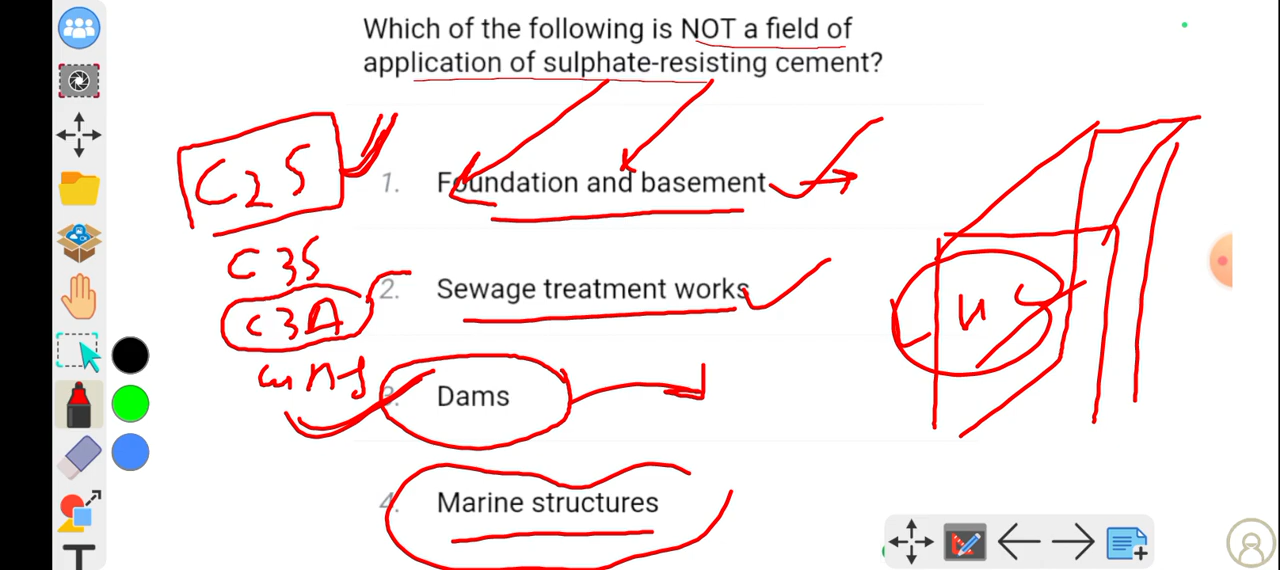 Which of the following is NOT a field of
application of sulphate-resisting cement?
C2S
1. Foundation and basement
C3S
2. Sewage treatment works
C3A
3. Dams
4. Marine structures
T